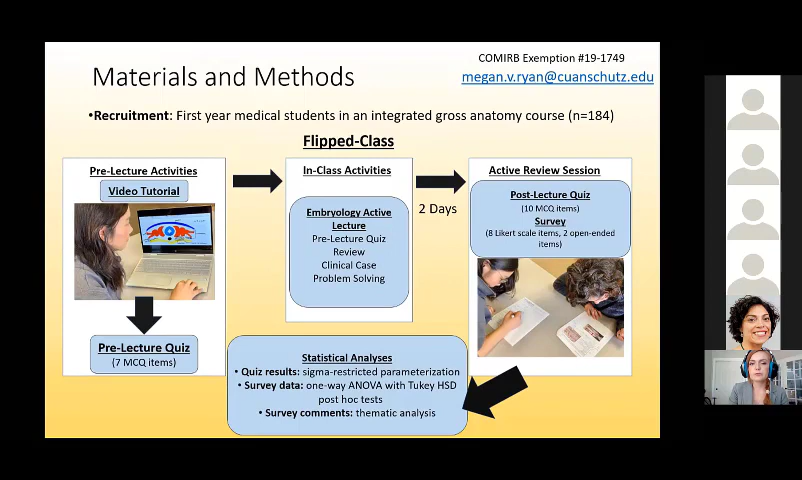 COMIRB Exemption #19-1749
megan.v.ryan@cuanschutz.edu
Materials and Methods
•Recruitment: First year medical students in an integrated gross anatomy course (n=184)
Flipped-Class
Pre-Lecture Activities
Video Tutorial
Pre-Lecture Quiz
(7 MCQ items)
In-Class Activities
Embryology Active
Lecture
Pre-Lecture Quiz
Review
Clinical Case
Problem Solving
2 Days
Active Review Session
Post-Lecture Quiz
(10 MCQ items)
Survey
(8 Likert scale items, 2 open-ended
items)
Statistical Analyses
• Quiz results: sigma-restricted parameterization
• Survey data: one-way ANOVA with Tukey HSD
post hoc tests
• Survey comments: thematic analysis